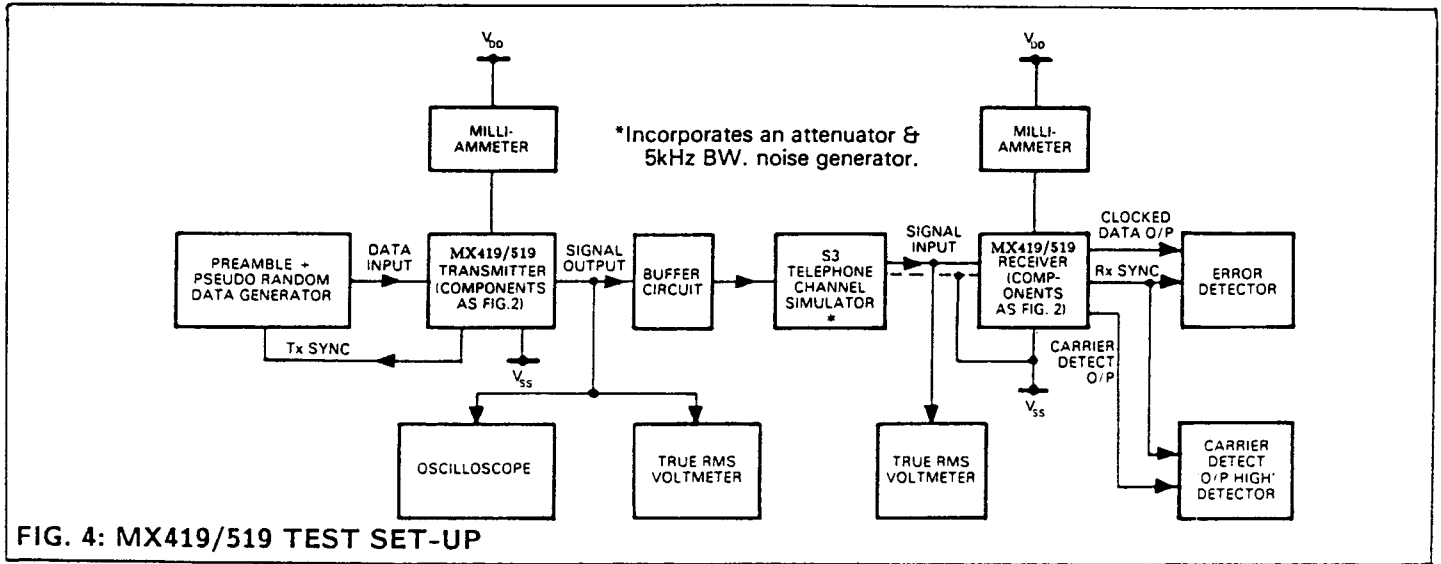 V_DD
V_DD
MILLI-
AMMETER
*Incorporates an attenuator &
5kHz BW. noise generator.
MILLI-
AMMETER
PREAMBLE +
PSEUDO RANDOM
DATA GENERATOR
DATA
INPUT
MX419/519
TRANSMITTER
(COMPONENTS
AS FIG.2)
SIGNAL
OUTPUT
BUFFER
CIRCUIT
S3
TELEPHONE
CHANNEL
SIMULATOR
*
SIGNAL
INPUT
MX419/519
RECEIVER
(COMP-
ONENTS
AS FIG. 2)
CLOCKED
DATA O/P
Rx SYNC
ERROR
DETECTOR
Tx SYNC
V_SS
CARRIER
DETECT
O/P
V_SS
OSCILLOSCOPE
TRUE RMS
VOLTMETER
TRUE RMS
VOLTMETER
CARRIER
DETECT
'O/P HIGH'
DETECTOR
FIG. 4: MX419/519 TEST SET-UP